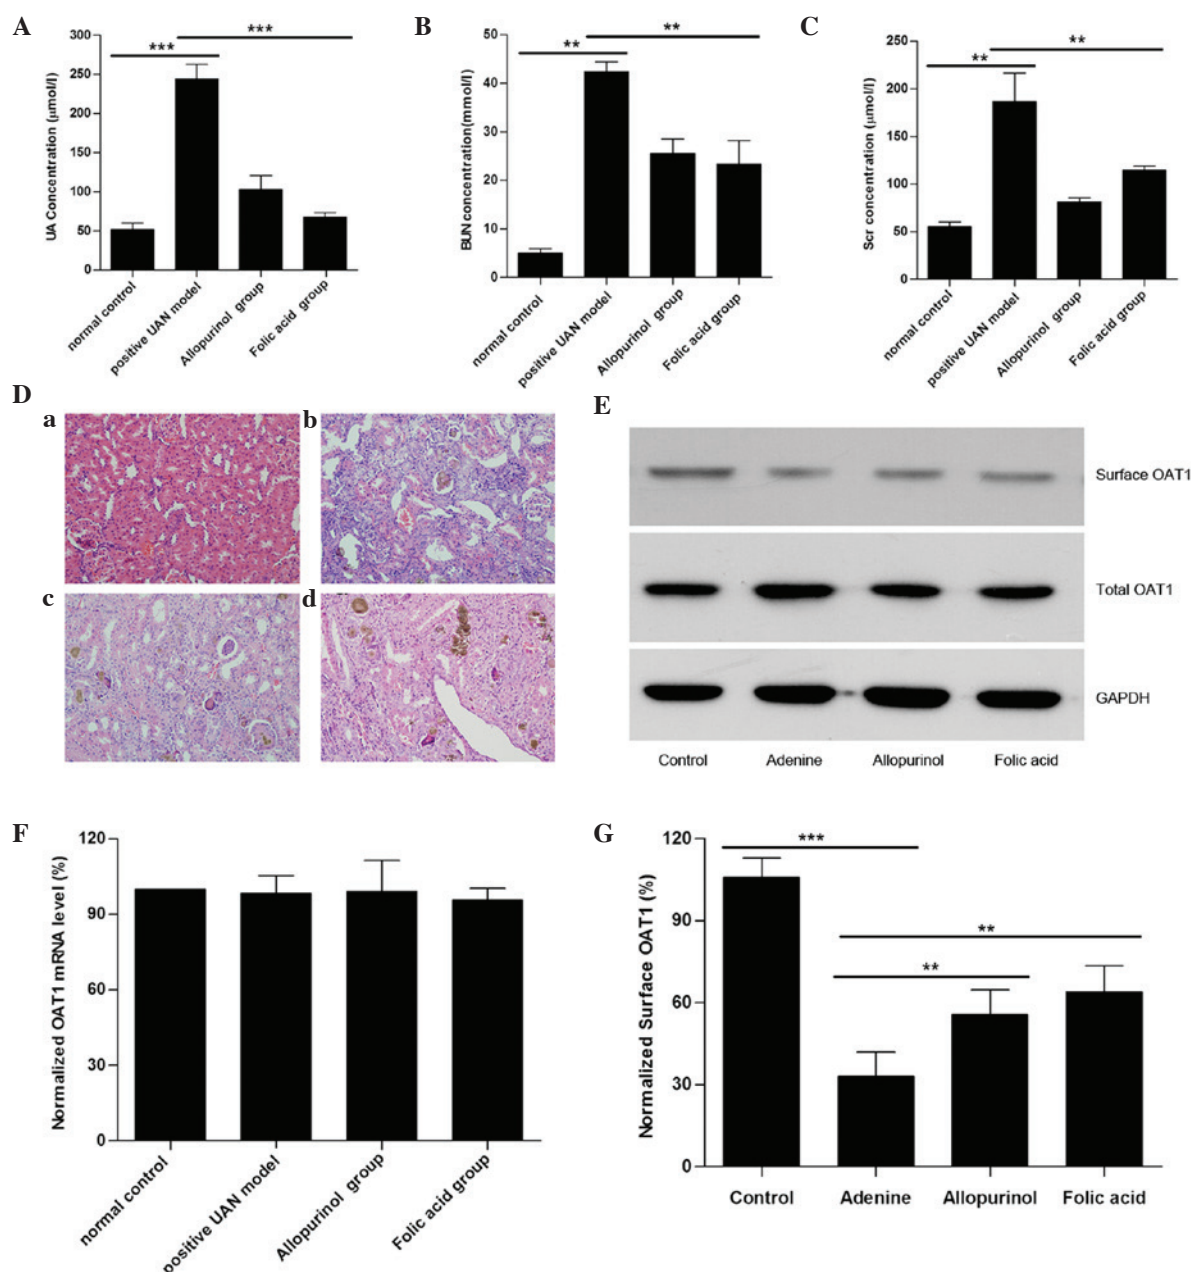 A
***
***
UA Concentration (μmol/l)
300
250
200
150
100
50
0
normal control
positive UAN model
Allopurinol group
Folic acid group
B
**
**
BUN concentration(mmol/l)
50
40
30
20
10
0
normal control
positive UAN model
Allopurinol group
Folic acid group
C
**
**
Scr concentration (μmol/l)
250
200
150
100
50
0
normal control
positive UAN model
Allopurinol group
Folic acid group
D
a
b
c
d
E
Surface OAT1
Total OAT1
GAPDH
Control Adenine Allopurinol Folic acid
F
Normalized OAT1 mRNA level (%)
120
90
60
30
0
normal control
positive UAN model
Allopurinol group
Folic acid group
G
***
**
**
Normalized Surface OAT1 (%)
120
90
60
30
0
Control Adenine Allopurinol Folic acid